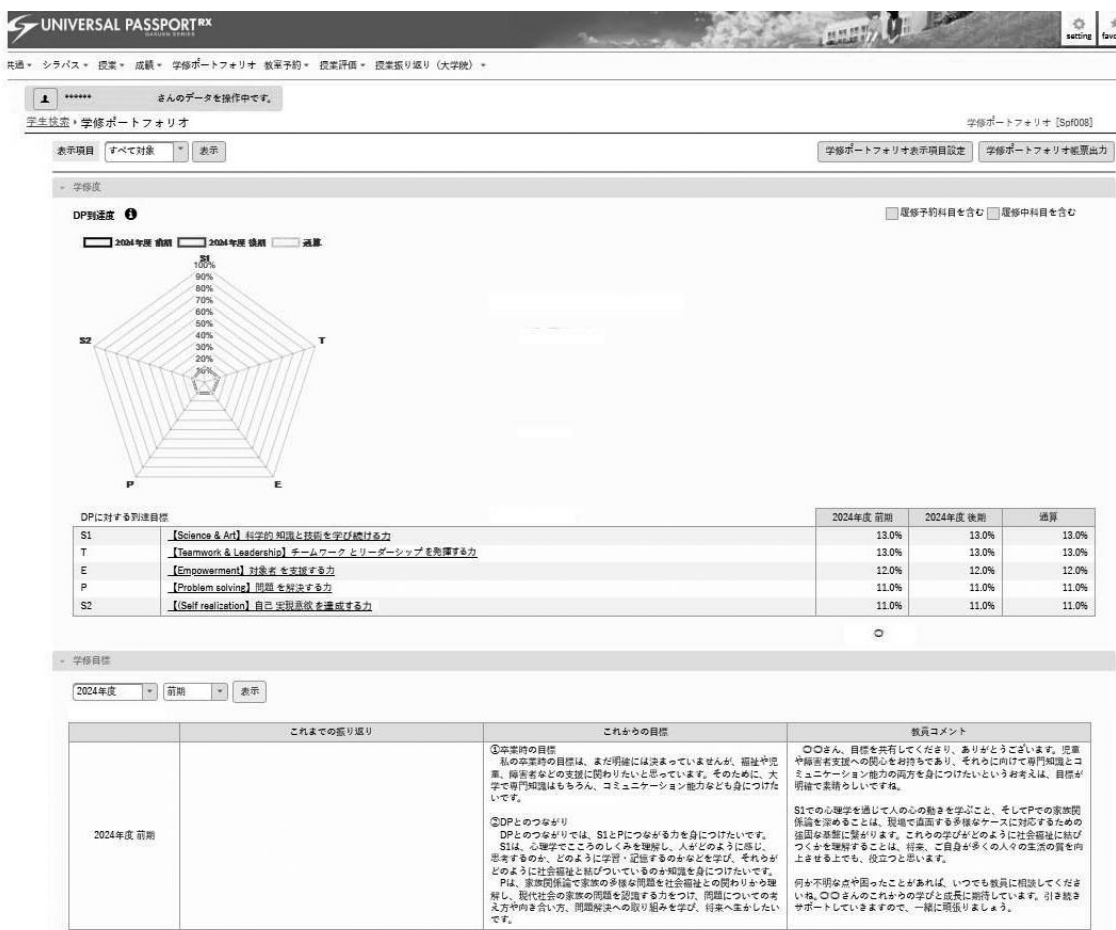 UNIVERSAL PASSPORT RX
GAKUEN SERIES
setting
favo
共通 シラバス 授業 成績 学修ポートフォリオ 教室予約 授業評価 授業振り返り（大学院）
****** さんのデータを操作中です。
学生検索 学修ポートフォリオ
学修ポートフォリオ [Spf008]
表示項目 すべて対象 表示
学修ポートフォリオ表示項目設定 学修ポートフォリオ帳票出力
学修度
DP到達度
履修予約科目を含む 履修中科目を含む
2024年度 前期 2024年度 後期 通算
S1
100%
90%
80%
70%
60%
50%
40%
30%
20%
10%
S2
T
P
E
DPに対する到達目標 2024年度 前期 2024年度 後期 通算
S1 【Science & Art】科学的 知識と技術を学び続ける力 13.0% 13.0% 13.0%
T 【Teamwork & Leadership】チームワーク とリーダーシップ を発揮する力 13.0% 13.0% 13.0%
E 【Empowerment】対象者 を支援する力 12.0% 12.0% 12.0%
P 【Problem solving】問題 を解決する力 11.0% 11.0% 11.0%
S2 【(Self realization】自己 実現意欲 を達成する力 11.0% 11.0% 11.0%
学修目標
2024年度 前期 表示
これまでの振り返り これからの目標 教員コメント
2024年度 前期
①卒業時の目標
私の卒業時の目標は、まだ明確には決まっていませんが、福祉や児
童、障害者などの支援に関わりたいと思っています。そのために、大
学で専門知識はもちろん、コミュニケーション能力なども身につけた
いです。
②DPとのつながり
DPとのつながりでは、S1とPにつながる力を身につけたいです。
S1は、心理学でこころのしくみを理解し、人がどのように感じ、
思考するのか、どのように学習・記憶するのかなどを学び、それらが
どのように社会福祉と結びついているのか知識を身につけたいです。
Pは、家族関係論で家族の多様な問題を社会福祉との関わりから理
解し、現代社会の家族の問題を認識する力をつけ、問題についての考
え方や向き合い方、問題解決への取り組みを学び、将来へ生かしたい
です。
〇〇さん、目標を共有してくださり、ありがとうございます。児童
や障害者支援への関心をお持ちであり、それらに向けて専門知識とコ
ミュニケーション能力の両方を身につけたいというお考えは、目標が
明確で素晴らしいですね。
S1での心理学を通じて人の心の動きを学ぶこと、そしてPでの家族関
係論を深めることは、現場で直面する多様なケースに対応するための
強固な基盤に繋がります。これらの学びがどのように社会福祉に結び
つくかを理解することは、将来、ご自身が多くの人々の生活の質を向
上させる上でも、役立つと思います。
何か不明な点や困ったことがあれば、いつでも教員に相談してくださ
いね。〇〇さんのこれからの学びと成長に期待しています。引き続き
サポートしていきますので、一緒に頑張りましょう。